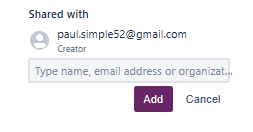 Shared with
paul.simple52@gmail.com
Creator
Type name, email address or organizat...
Add Cancel